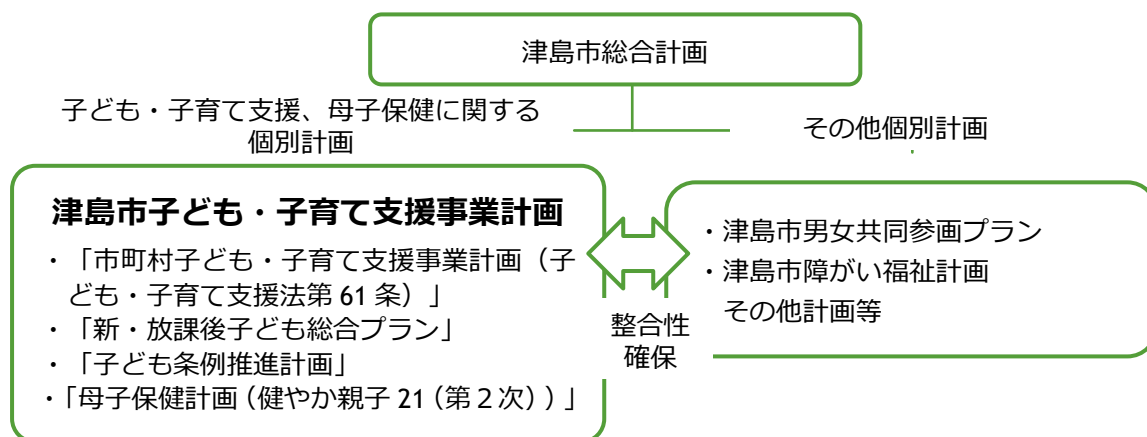 津島市総合計画
子ども・子育て支援、母子保健に関する
個別計画
その他個別計画
津島市子ども・子育て支援事業計画
・「市町村子ども・子育て支援事業計画（子
ども・子育て支援法第 61 条）」
・「新・放課後子ども総合プラン」
・「子ども条例推進計画」
・「母子保健計画（健やか親子 21（第２次））」
整合性
確保
・津島市男女共同参画プラン
・津島市障がい福祉計画
その他計画等